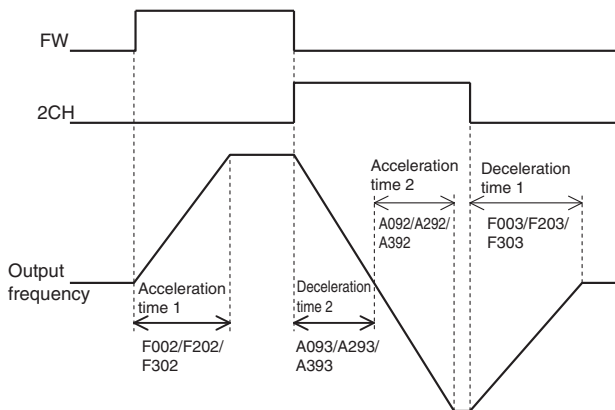 FW
2CH
Acceleration
time 2
Deceleration
time 1
A092/A292/
A392
F003/F203/
F303
Output
frequency
Acceleration
time 1
Deceleration
time 2
F002/F202/
F302
A093/A293/
A393